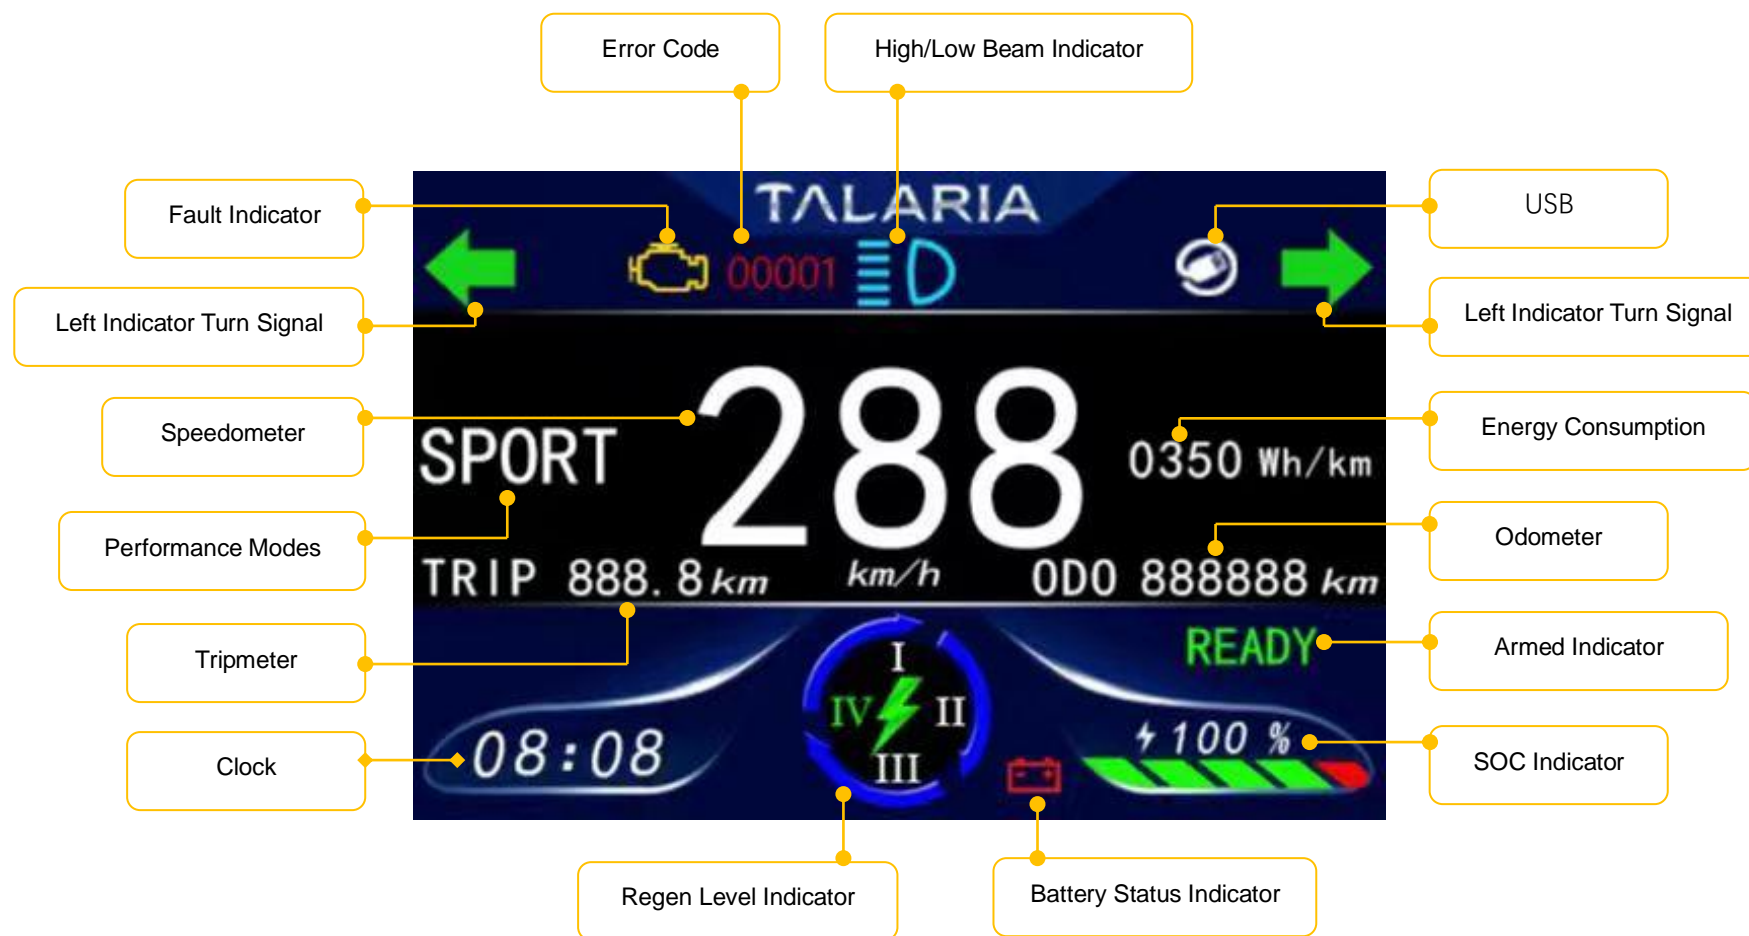 Error Code
High/Low Beam Indicator
TALARIA
Fault Indicator
USB
00001
Left Indicator Turn Signal
Left Indicator Turn Signal
288
Speedometer
Energy Consumption
SPORT
0350 Wh/km
Performance Modes
Odometer
TRIP 888.8 km
km/h
ODO 888888 km
READY
Armed Indicator
Tripmeter
I
IV
II
III
08:08
100 %
Clock
SOC Indicator
Regen Level Indicator
Battery Status Indicator